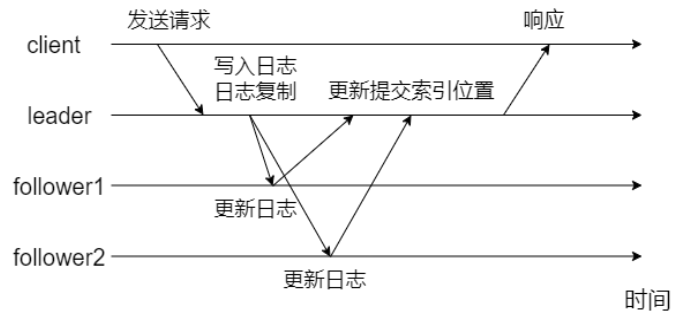 发送请求
响应
client
写入日志
日志复制
更新提交索引位置
leader
follower1
更新日志
follower2
更新日志
时间